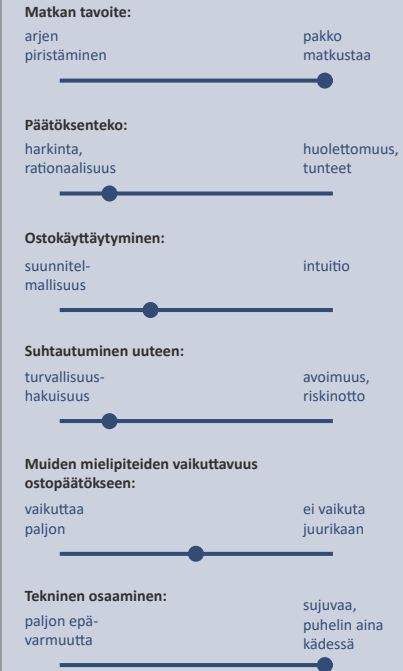 Matkan tavoite:
arjen
piristäminen
pakko
matkustaa
Päätöksenteko:
harkinta,
rationaalisuus
huolettomuus,
tunteet
Ostokäyttäytyminen:
suunnitel-
mallisuus
intuitio
Suhtautuminen uuteen:
turvallisuus-
hakuisuus
avoimuus,
riskinotto
Muiden mielipiteiden vaikuttavuus
ostopäätökseen:
vaikuttaa
paljon
ei vaikuta
juurikaan
Tekninen osaaminen:
paljon epä-
varmuutta
sujuvaa,
puhelin aina
kädessä